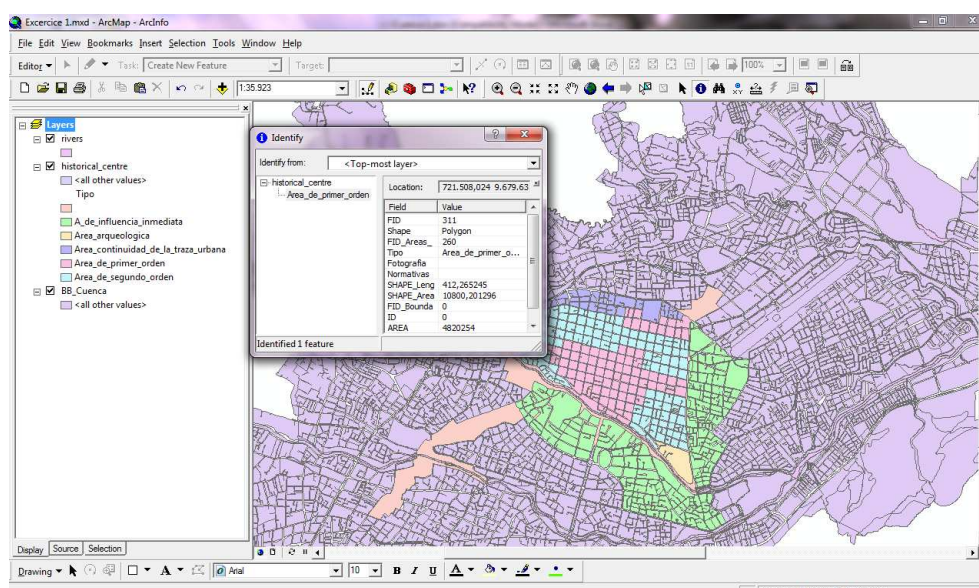 Excercice 1.mxd - ArcMap - ArcInfo
File Edit View Bookmarks Insert Selection Tools Window Help
Editor Task: Create New Feature Target: 100%
1:35.923
Layers
rivers
historical_centre
<all other values>
Tipo
A_de_influencia_inmediata
Area_arqueologica
Area_continuidad_de_la_traza_urbana
Area_de_primer_orden
Area_de_segundo_orden
BB_Cuenca
<all other values>
Identify
Identify from: <Top-most layer>
historical_centre
Area_de_primer_orden
Location: 721.508,024 9.679.63
Field Value
FID 311
Shape Polygon
FID_Areas_ 260
Tipo Area_de_primer_o...
Fotografia
Normativas
SHAPE_Leng 412,265245
SHAPE_Area 10800,201296
FID_Bounda 0
ID 0
AREA 4820254
Identified 1 feature
Display Source Selection
Drawing A Arial 10 B I U A